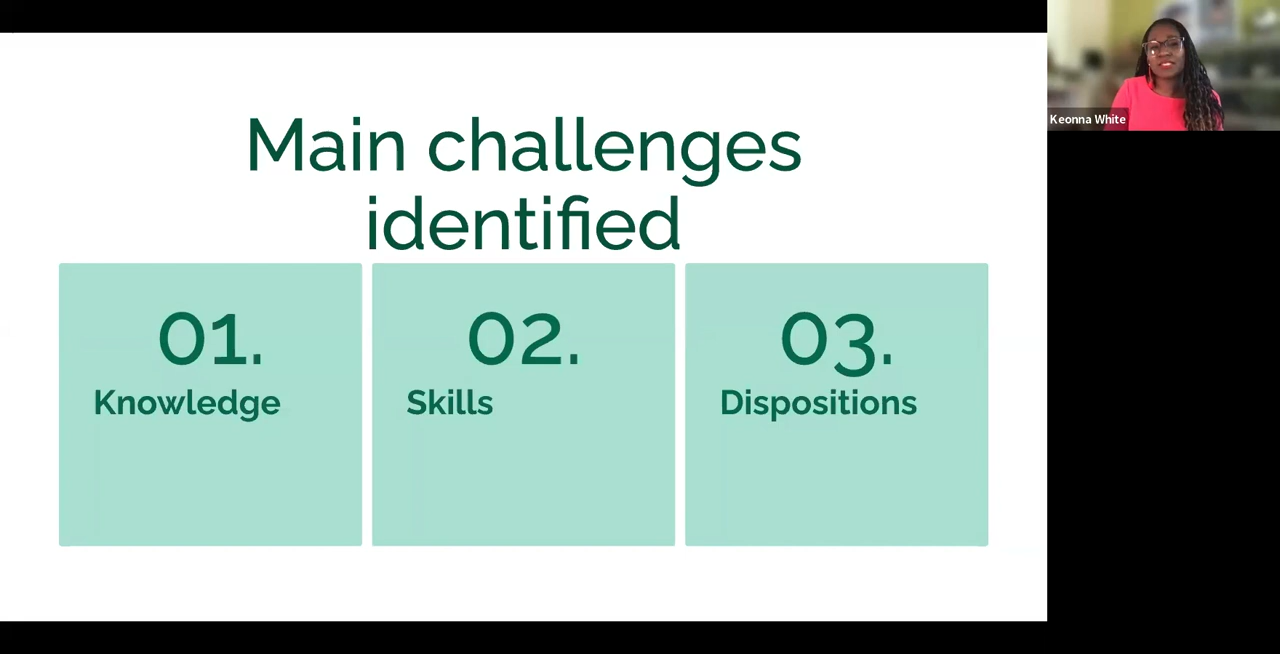 Main challenges
identified
01.
Knowledge
02.
Skills
03.
Dispositions
Keonna White